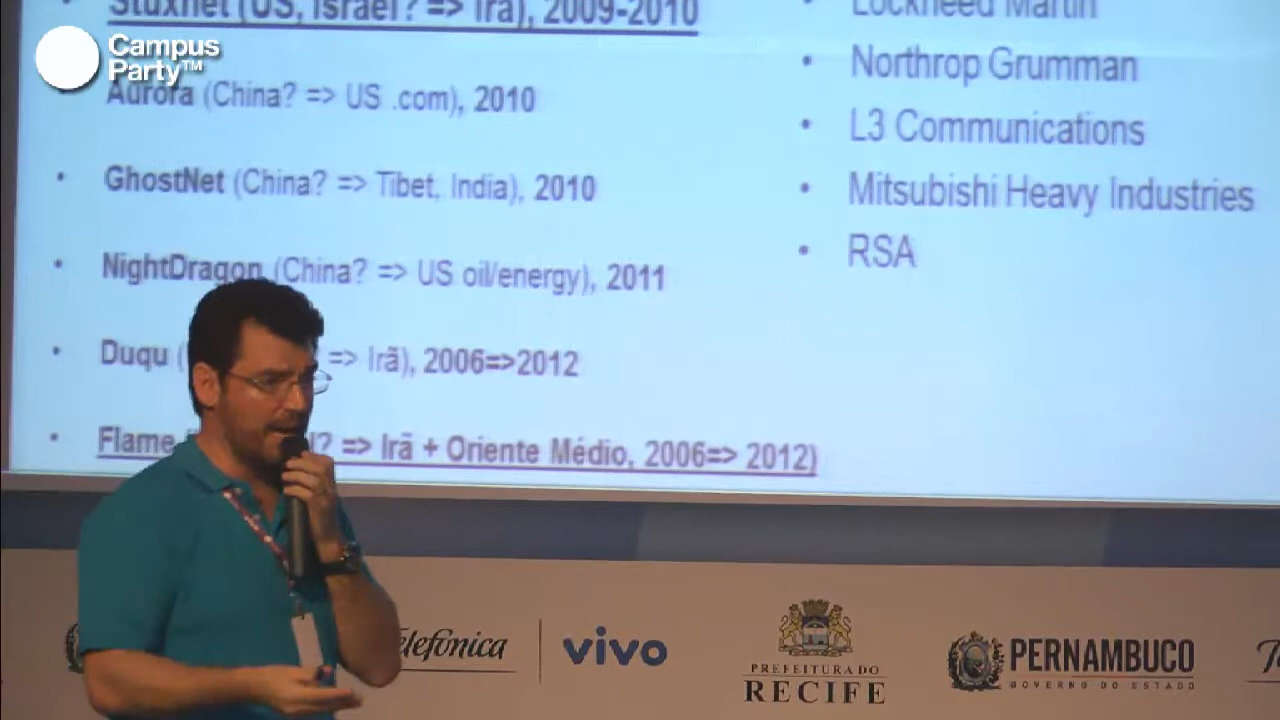 Stuxnet (US, Israel? => Irã), 2009-2010
Aurora (China? => US .com), 2010
GhostNet (China? => Tibet, India), 2010
NightDragon (China? => US oil/energy), 2011
Duqu ( => Irã), 2006=>2012
Flame ? => Irã + Oriente Médio, 2006=> 2012)
Lockheed Martin
Northrop Grumman
L3 Communications
Mitsubishi Heavy Industries
RSA
Campus
Party™
Telefónica
vivo
PREFEITURA DO
RECIFE
PERNAMBUCO
GOVERNO DO ESTADO